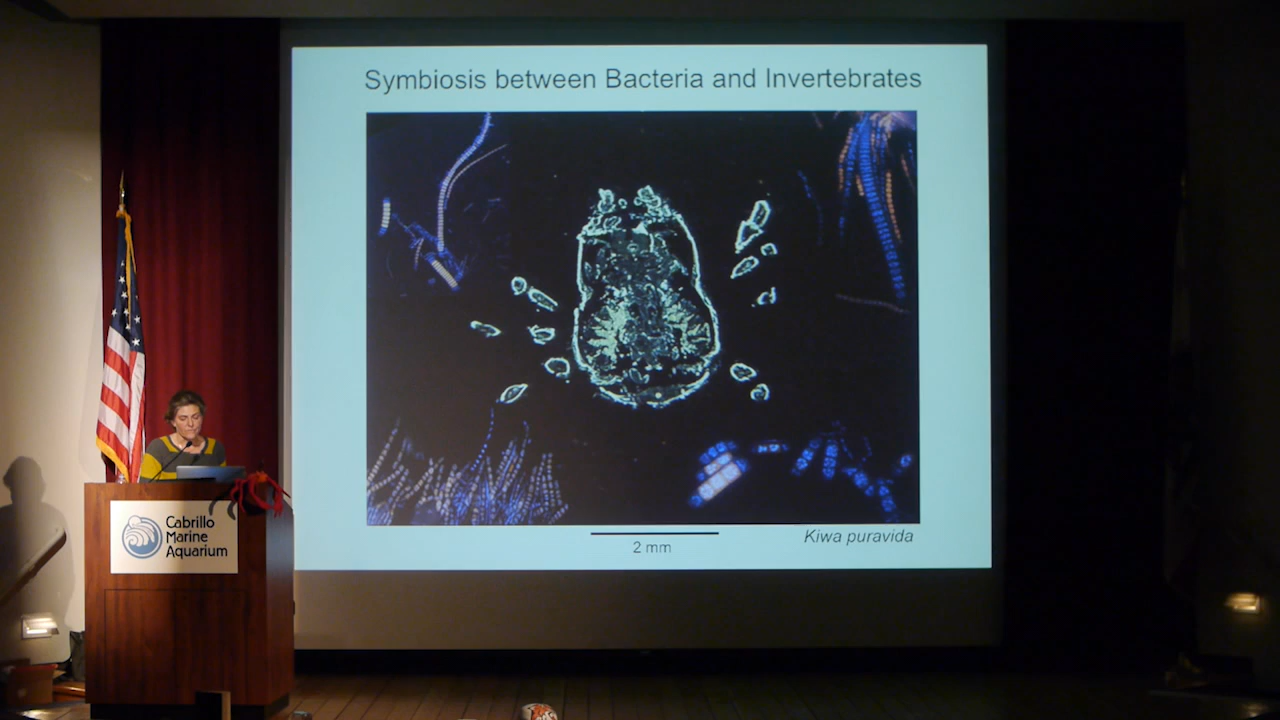 Symbiosis between Bacteria and Invertebrates
2 mm
Kiwa puravida
Cabrillo
Marine
Aquarium